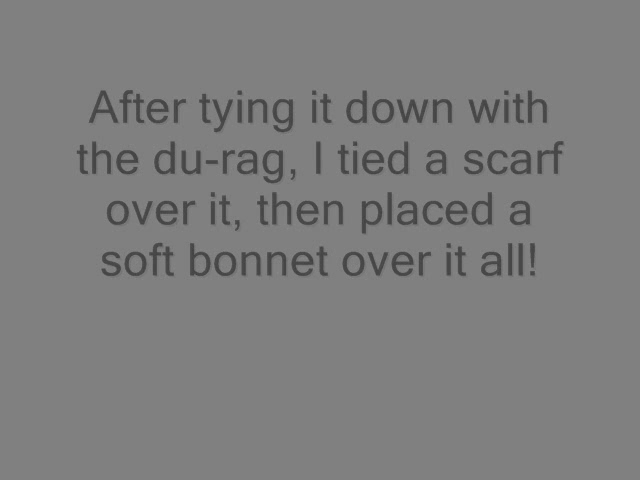 After tying it down with
the du-rag, I tied a scarf
over it, then placed a
soft bonnet over it all!